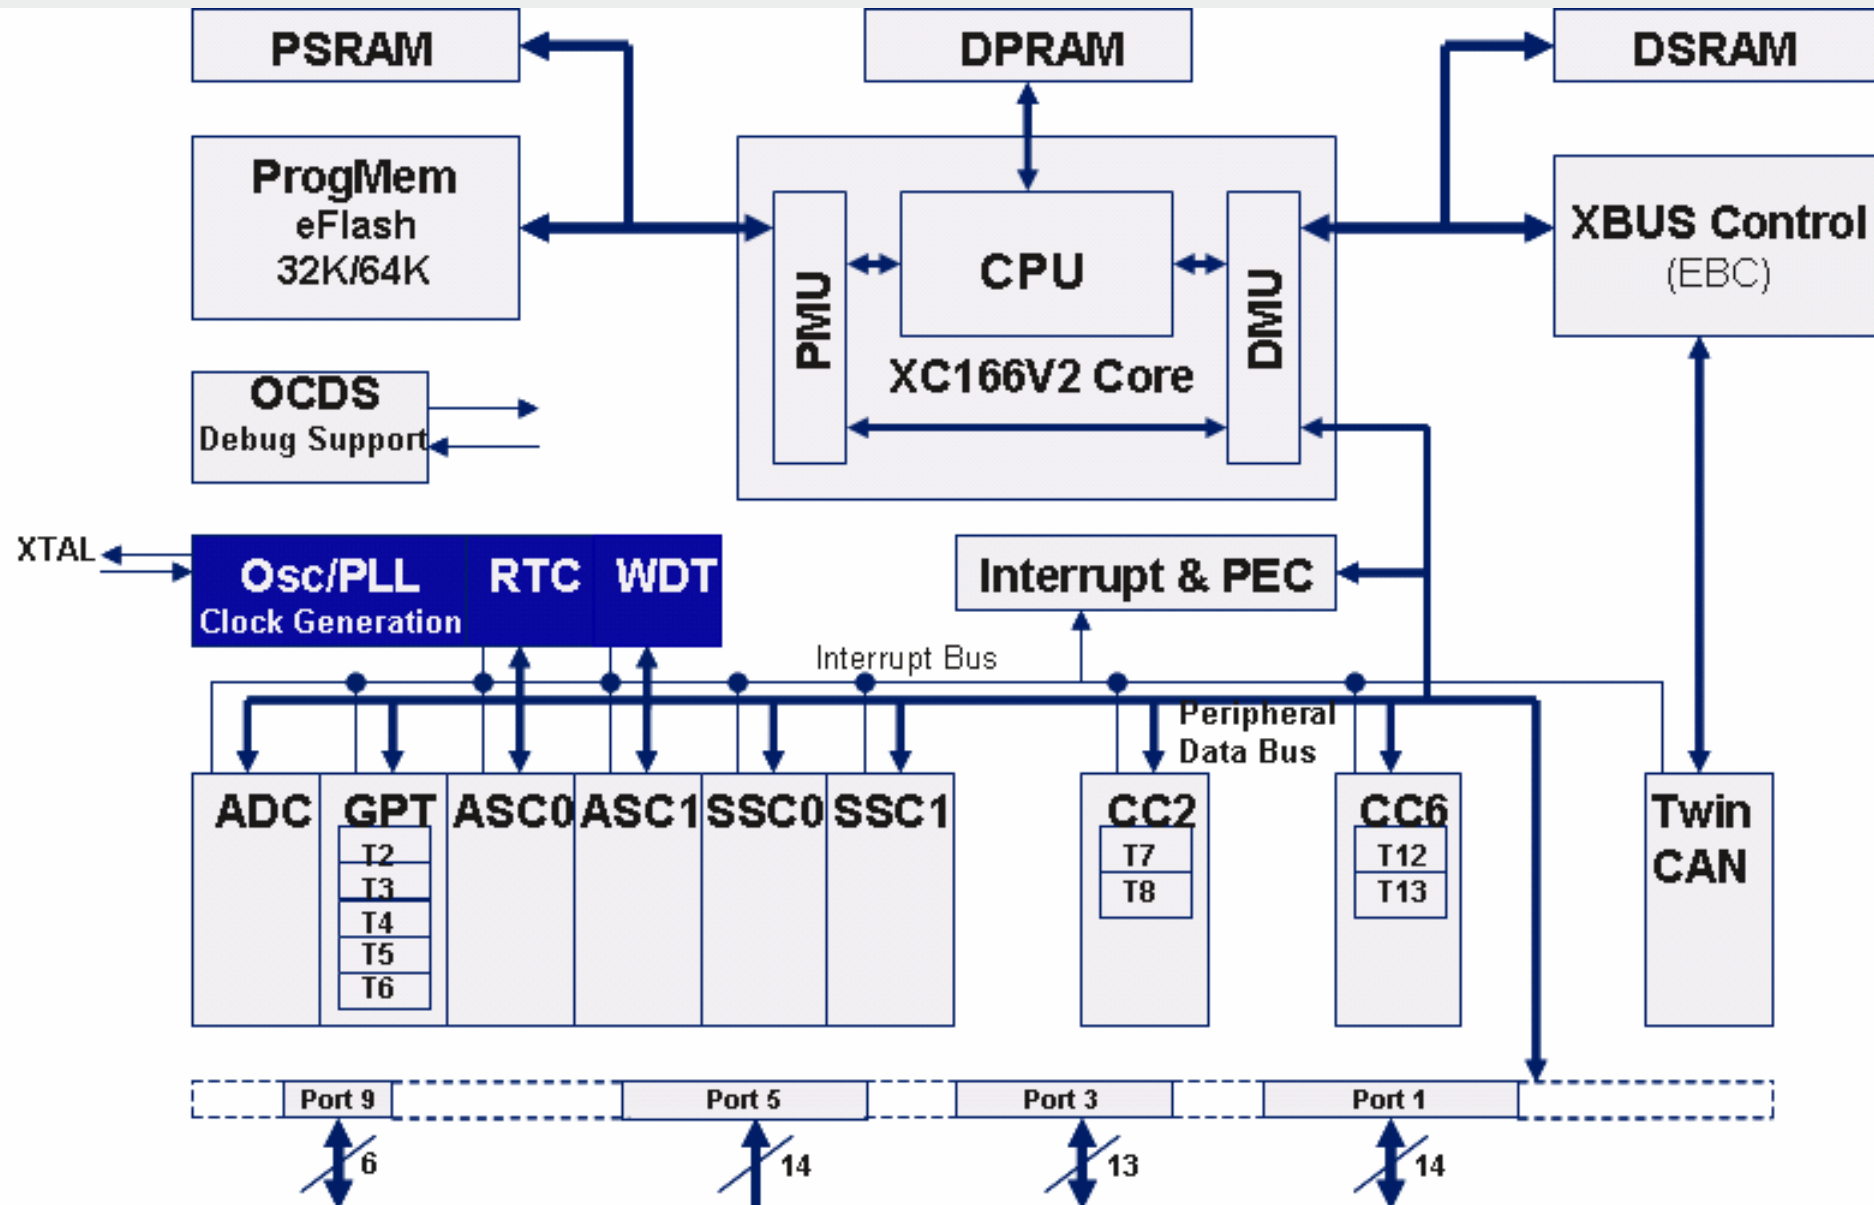 PSRAM
DPRAM
DSRAM
ProgMem
eFlash
32K/64K
PMU
CPU
DMU
XC166V2 Core
XBUS Control
(EBC)
OCDS
Debug Support
XTAL
Osc/PLL
Clock Generation
RTC
WDT
Interrupt & PEC
Interrupt Bus
Peripheral
Data Bus
ADC
GPT
T2
T3
T4
T5
T6
ASC0
ASC1
SSC0
SSC1
CC2
T7
T8
CC6
T12
T13
Twin
CAN
Port 9
Port 5
Port 3
Port 1
6
14
13
14